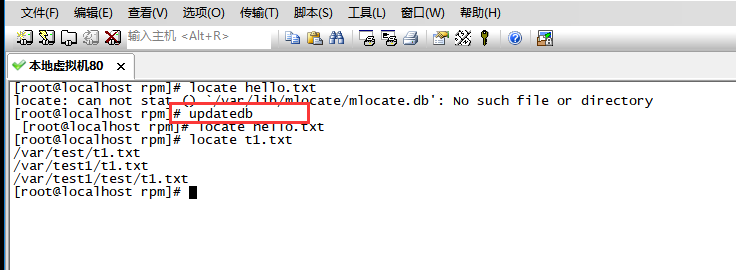 文件(F) 编辑(E) 查看(V) 选项(O) 传输(T) 脚本(S) 工具(L) 窗口(W) 帮助(H)
输入主机 <Alt+R>
本地虚拟机80 ×
[root@localhost rpm]# locate hello.txt
locate: can not stat () `/var/lib/mlocate/mlocate.db': No such file or directory
[root@localhost rpm]# updatedb
[root@localhost rpm]# locate hello.txt
[root@localhost rpm]# locate t1.txt
/var/test/t1.txt
/var/test1/t1.txt
/var/test1/test/t1.txt
[root@localhost rpm]#